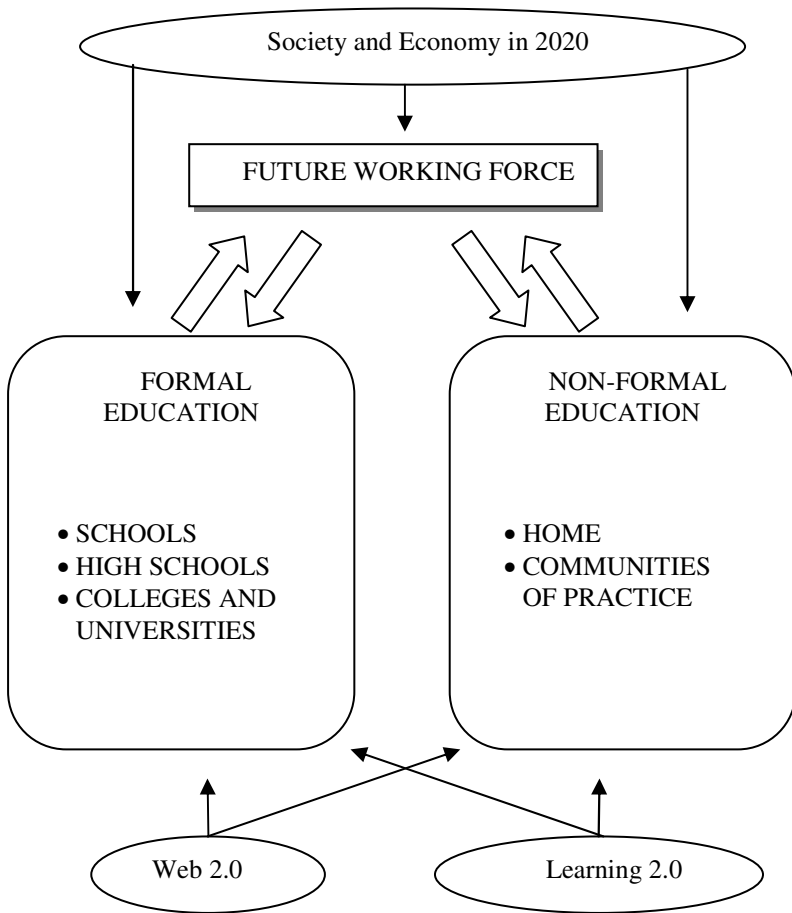 Society and Economy in 2020
FUTURE WORKING FORCE
FORMAL
EDUCATION
• SCHOOLS
• HIGH SCHOOLS
• COLLEGES AND
UNIVERSITIES
NON-FORMAL
EDUCATION
• HOME
• COMMUNITIES
OF PRACTICE
Web 2.0
Learning 2.0